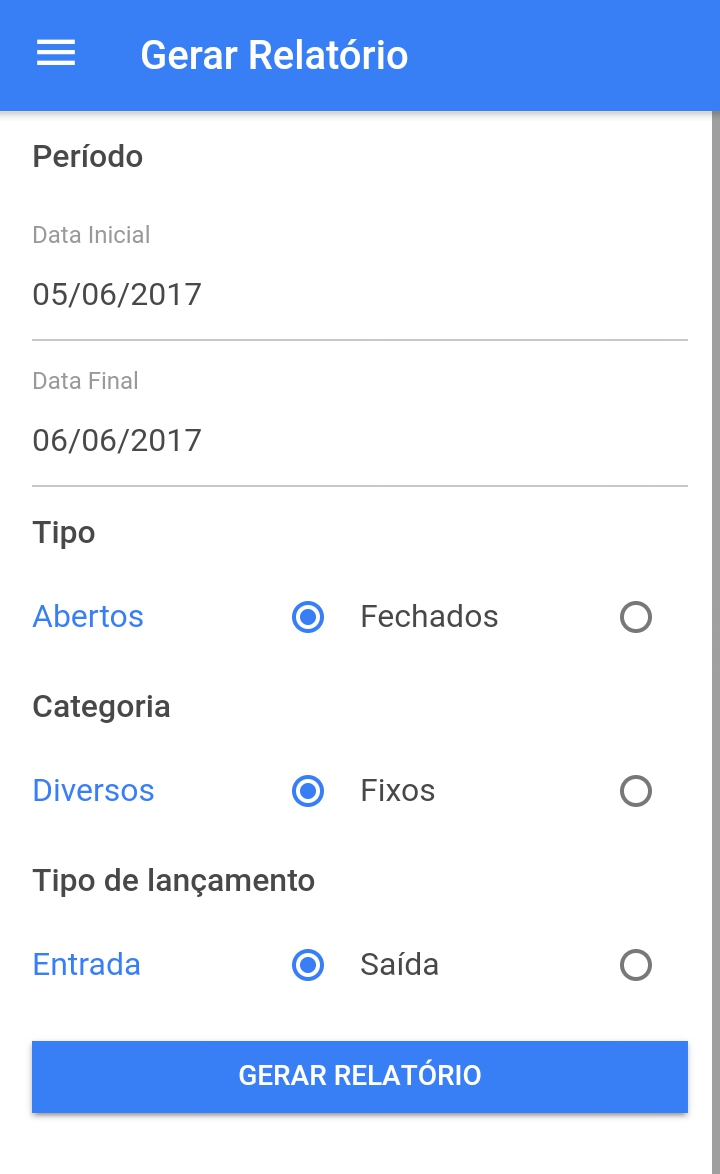 Gerar Relatório
Período
Data Inicial
05/06/2017
Data Final
06/06/2017
Tipo
Abertos Fechados
Categoria
Diversos Fixos
Tipo de lançamento
Entrada Saída
GERAR RELATÓRIO